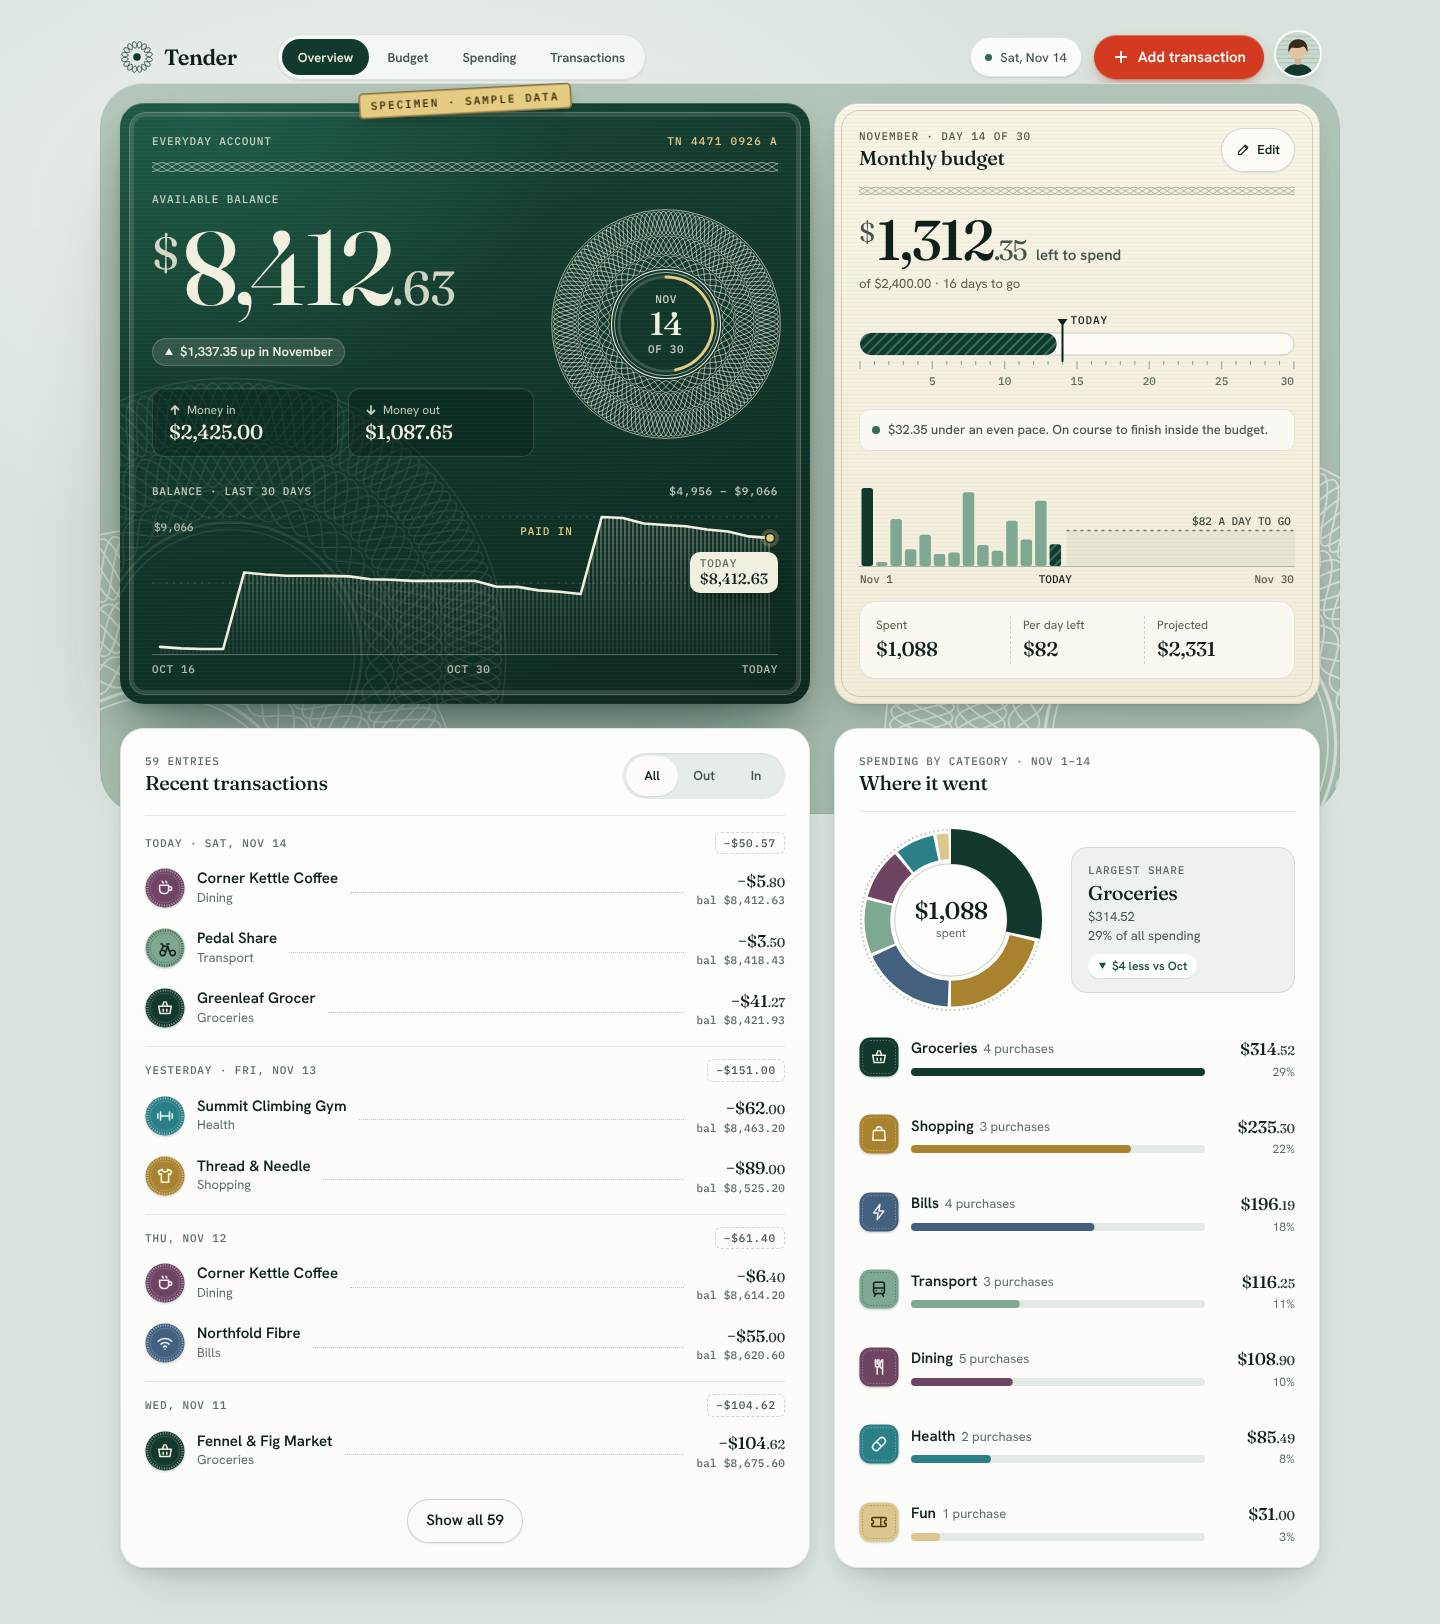 Tender
Overview
Budget
Spending
Transactions
Sat, Nov 14
+ Add transaction
SPECIMEN · SAMPLE DATA
EVERYDAY ACCOUNT
TN 4471 0926 A
AVAILABLE BALANCE
$8,412.63
▲ $1,337.35 up in November
↑ Money in
$2,425.00
↓ Money out
$1,087.65
NOV
14
OF 30
BALANCE · LAST 30 DAYS
$4,956 – $9,066
$9,066
PAID IN
TODAY
$8,412.63
OCT 16
OCT 30
TODAY
NOVEMBER · DAY 14 OF 30
Monthly budget
Edit
$1,312.35 left to spend
of $2,400.00 · 16 days to go
TODAY
5 10 15 20 25 30
$32.35 under an even pace. On course to finish inside the budget.
$82 A DAY TO GO
Nov 1
TODAY
Nov 30
Spent
$1,088
Per day left
$82
Projected
$2,331
59 ENTRIES
Recent transactions
All
Out
In
TODAY · SAT, NOV 14
−$50.57
Corner Kettle Coffee
−$5.80
Dining
bal $8,412.63
Pedal Share
−$3.50
Transport
bal $8,418.43
Greenleaf Grocer
−$41.27
Groceries
bal $8,421.93
YESTERDAY · FRI, NOV 13
−$151.00
Summit Climbing Gym
−$62.00
Health
bal $8,463.20
Thread & Needle
−$89.00
Shopping
bal $8,525.20
THU, NOV 12
−$61.40
Corner Kettle Coffee
−$6.40
Dining
bal $8,614.20
Northfold Fibre
−$55.00
Bills
bal $8,620.60
WED, NOV 11
−$104.62
Fennel & Fig Market
−$104.62
Groceries
bal $8,675.60
Show all 59
SPENDING BY CATEGORY · NOV 1–14
Where it went
$1,088
spent
LARGEST SHARE
Groceries
$314.52
29% of all spending
▼ $4 less vs Oct
Groceries 4 purchases
$314.52
29%
Shopping 3 purchases
$235.30
22%
Bills 4 purchases
$196.19
18%
Transport 3 purchases
$116.25
11%
Dining 5 purchases
$108.90
10%
Health 2 purchases
$85.49
8%
Fun 1 purchase
$31.00
3%